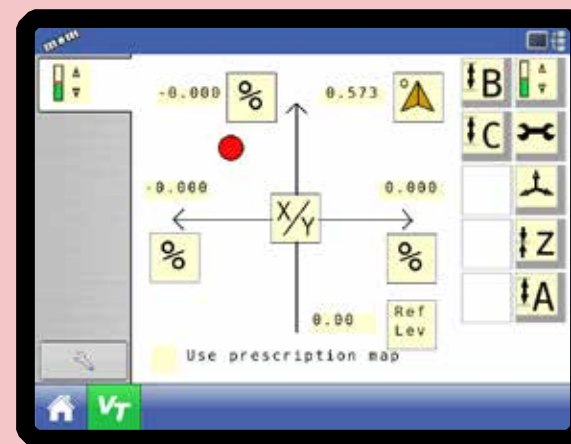 -0.000 % 0.573
B
C
-0.000 0.000
X/Y
% %
Z
A
0.00 Ref
Lev
Use prescription map
VT